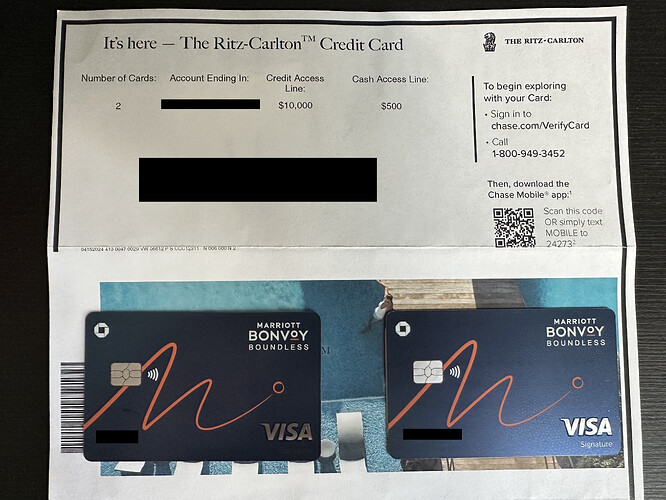 It's here — The Ritz-Carlton™ Credit Card
THE RITZ-CARLTON
Number of Cards:
Account Ending In:
Credit Access
Line:
Cash Access Line:
2
$10,000
$500
To begin exploring
with your Card:
• Sign in to
chase.com/VerifyCard
• Call
1-800-949-3452
Then, download the
Chase Mobile® app:¹
Scan this code
OR simply text
MOBILE to
24273²
MARRIOTT
BONVOY
BOUNDLESS
VISA
MARRIOTT
BONVOY
BOUNDLESS
VISA
Signature